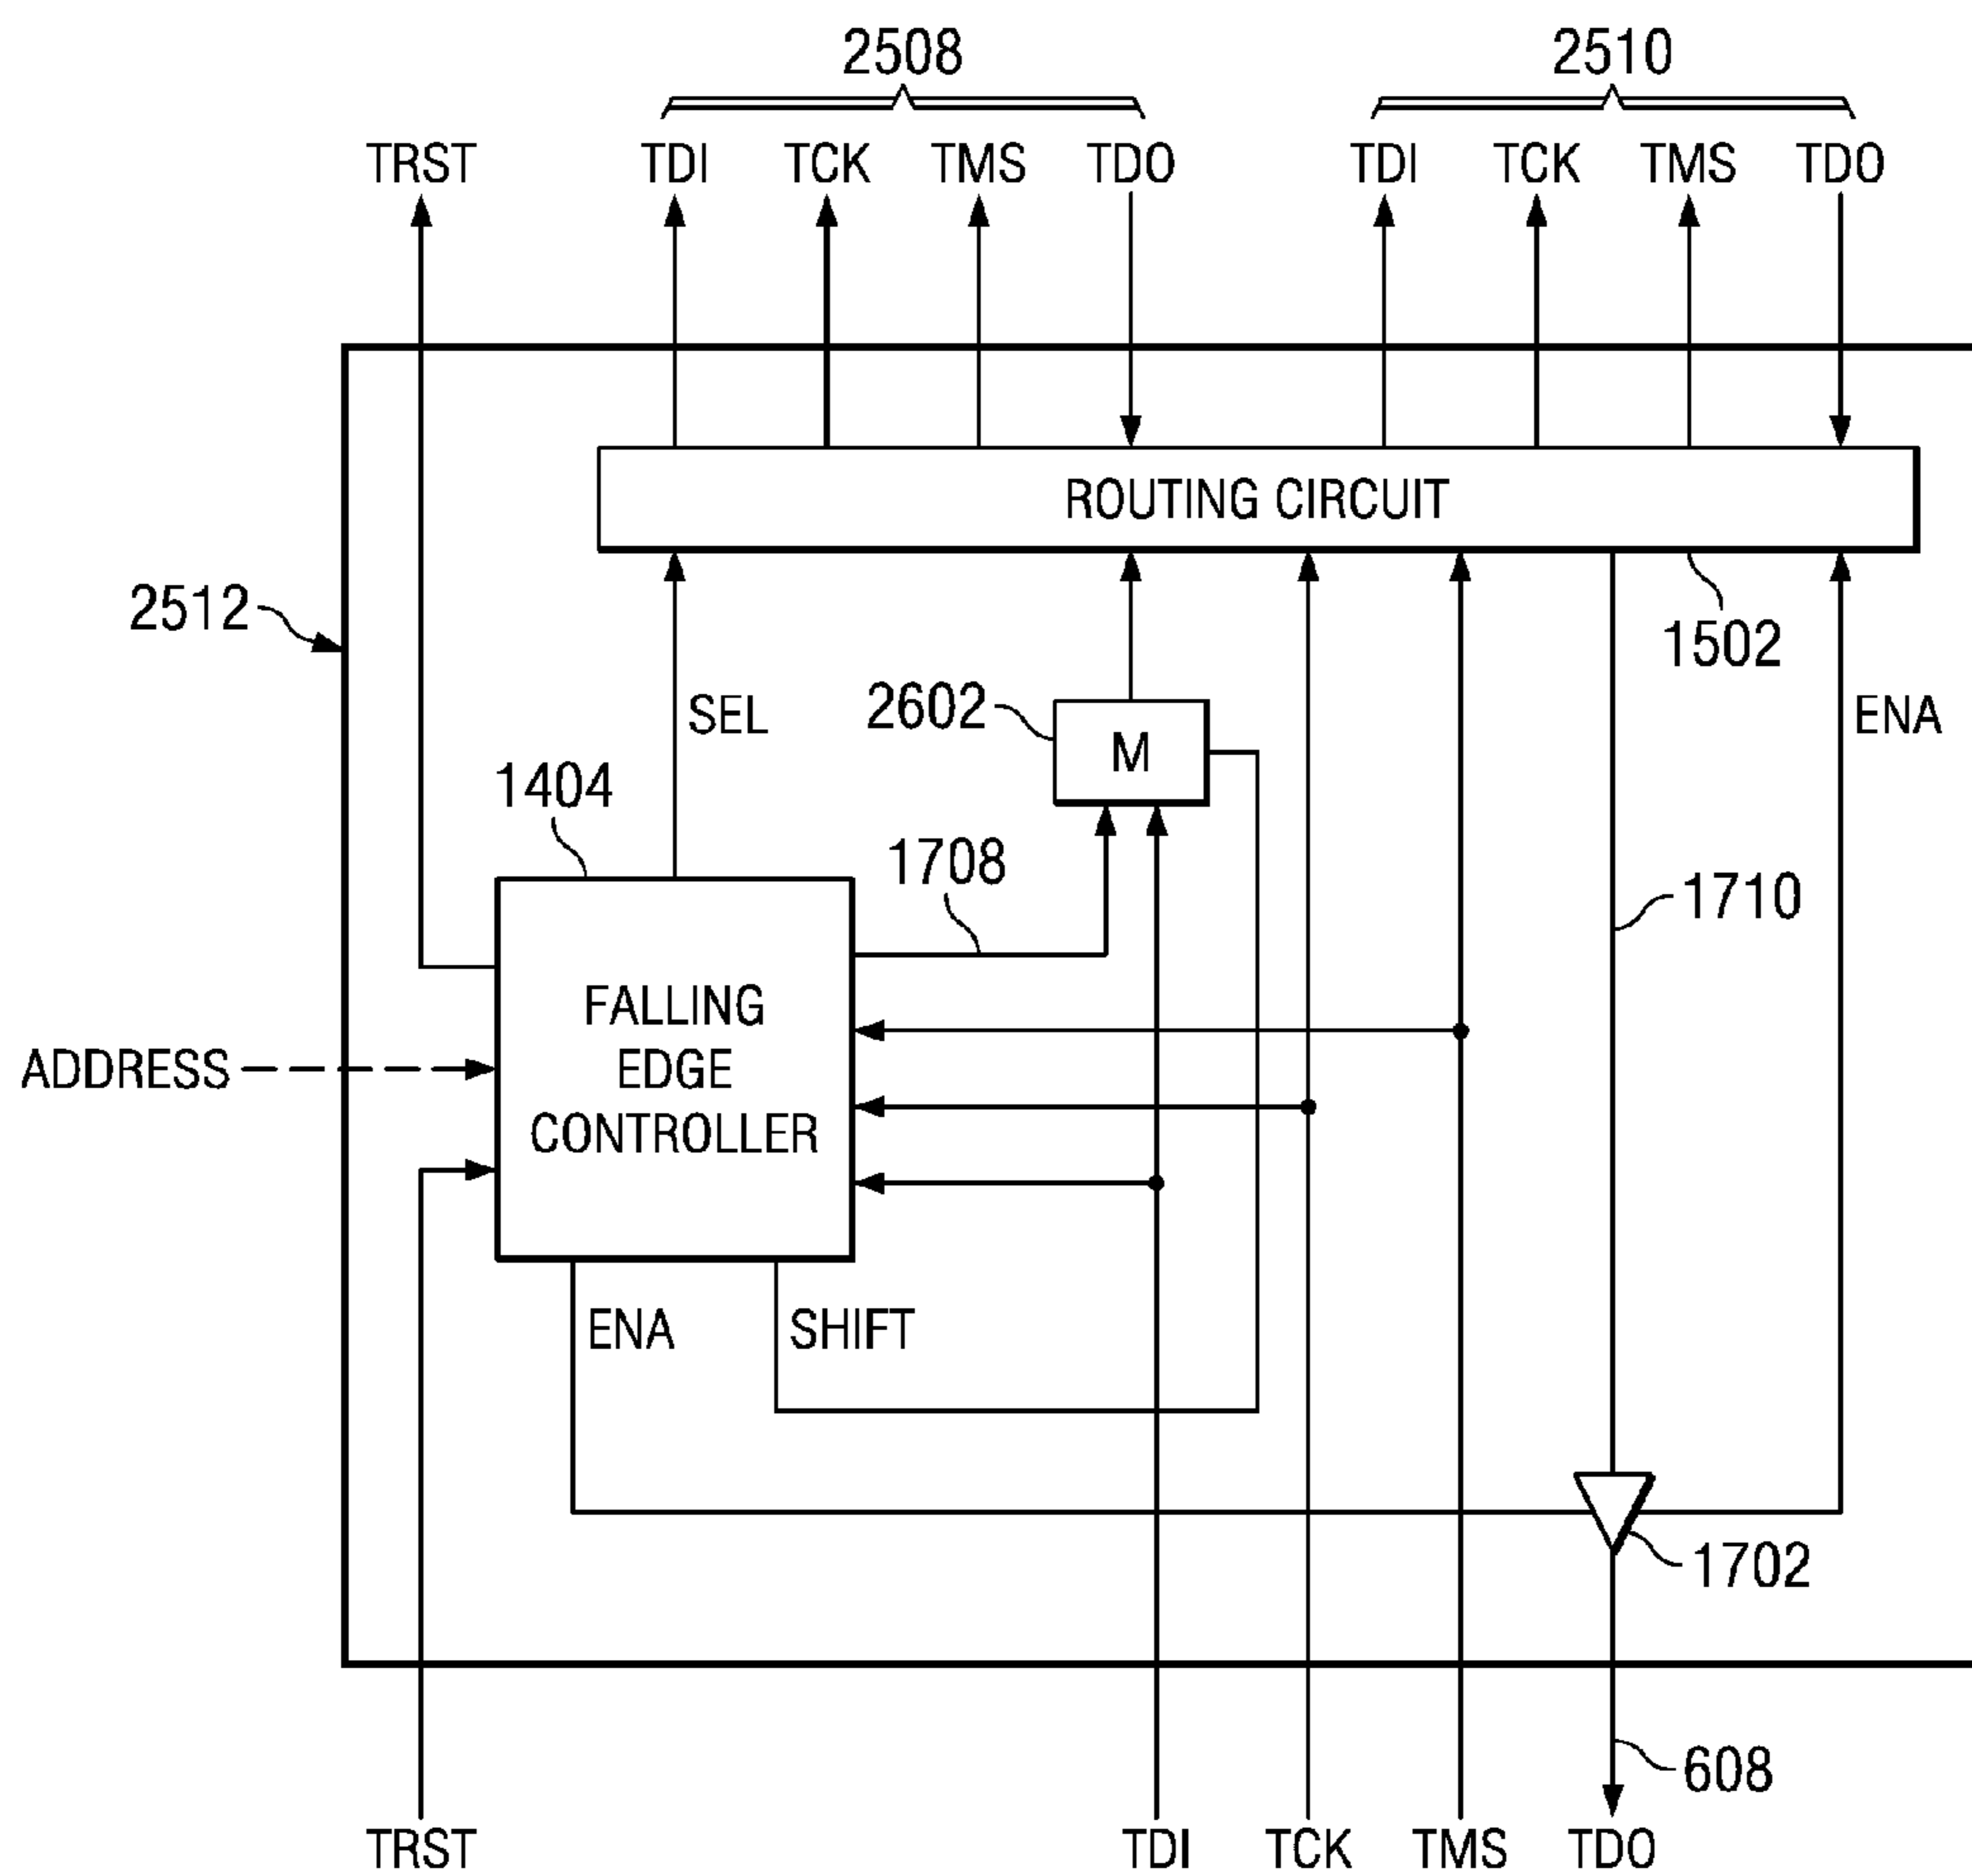 2508
2510
TRST
TDI
TCK
TMS
TDO
TDI
TCK
TMS
TDO
ROUTING CIRCUIT
2512
1502
SEL
2602
M
ENA
1404
1708
1710
FALLING
EDGE
CONTROLLER
ADDRESS
ENA
SHIFT
1702
608
TRST
TDI
TCK
TMS
TDO